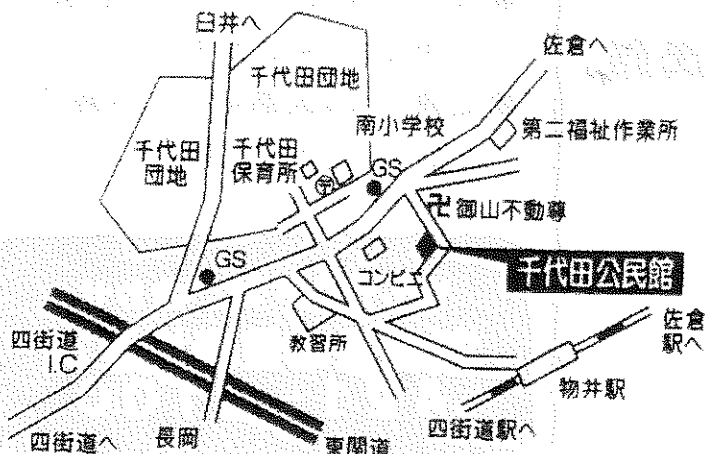 臼井へ
佐倉へ
千代田団地
南小学校
第二福祉作業所
千代田
団地
千代田
保育所
〒
GS
卍 御山不動尊
GS
コンビニ
千代田公民館
四街道
I.C
教習所
佐倉
駅へ
物井駅
四街道へ
長岡
東関道
四街道駅へ